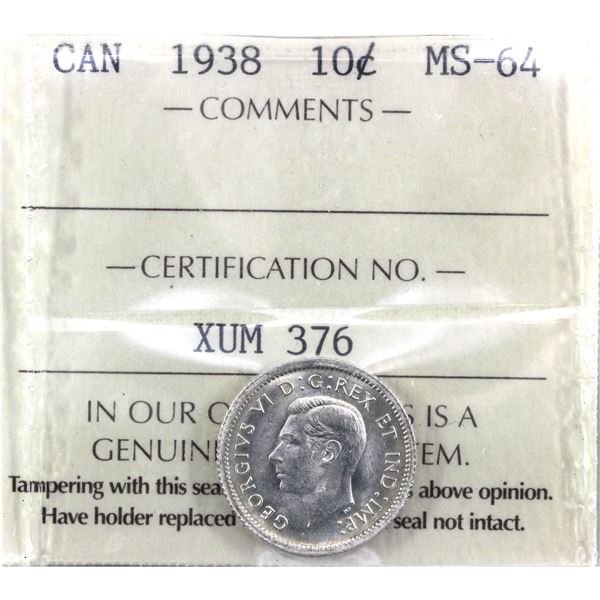 CAN 1938 10¢ MS-64
— COMMENTS —
— CERTIFICATION NO. —
XUM 376
IN OUR S IS A
GENUIN EM.
Tampering with this sea above opinion.
Have holder replaced seal not intact.
GEORGIVS VI D:G:REX ET IND:IMP: